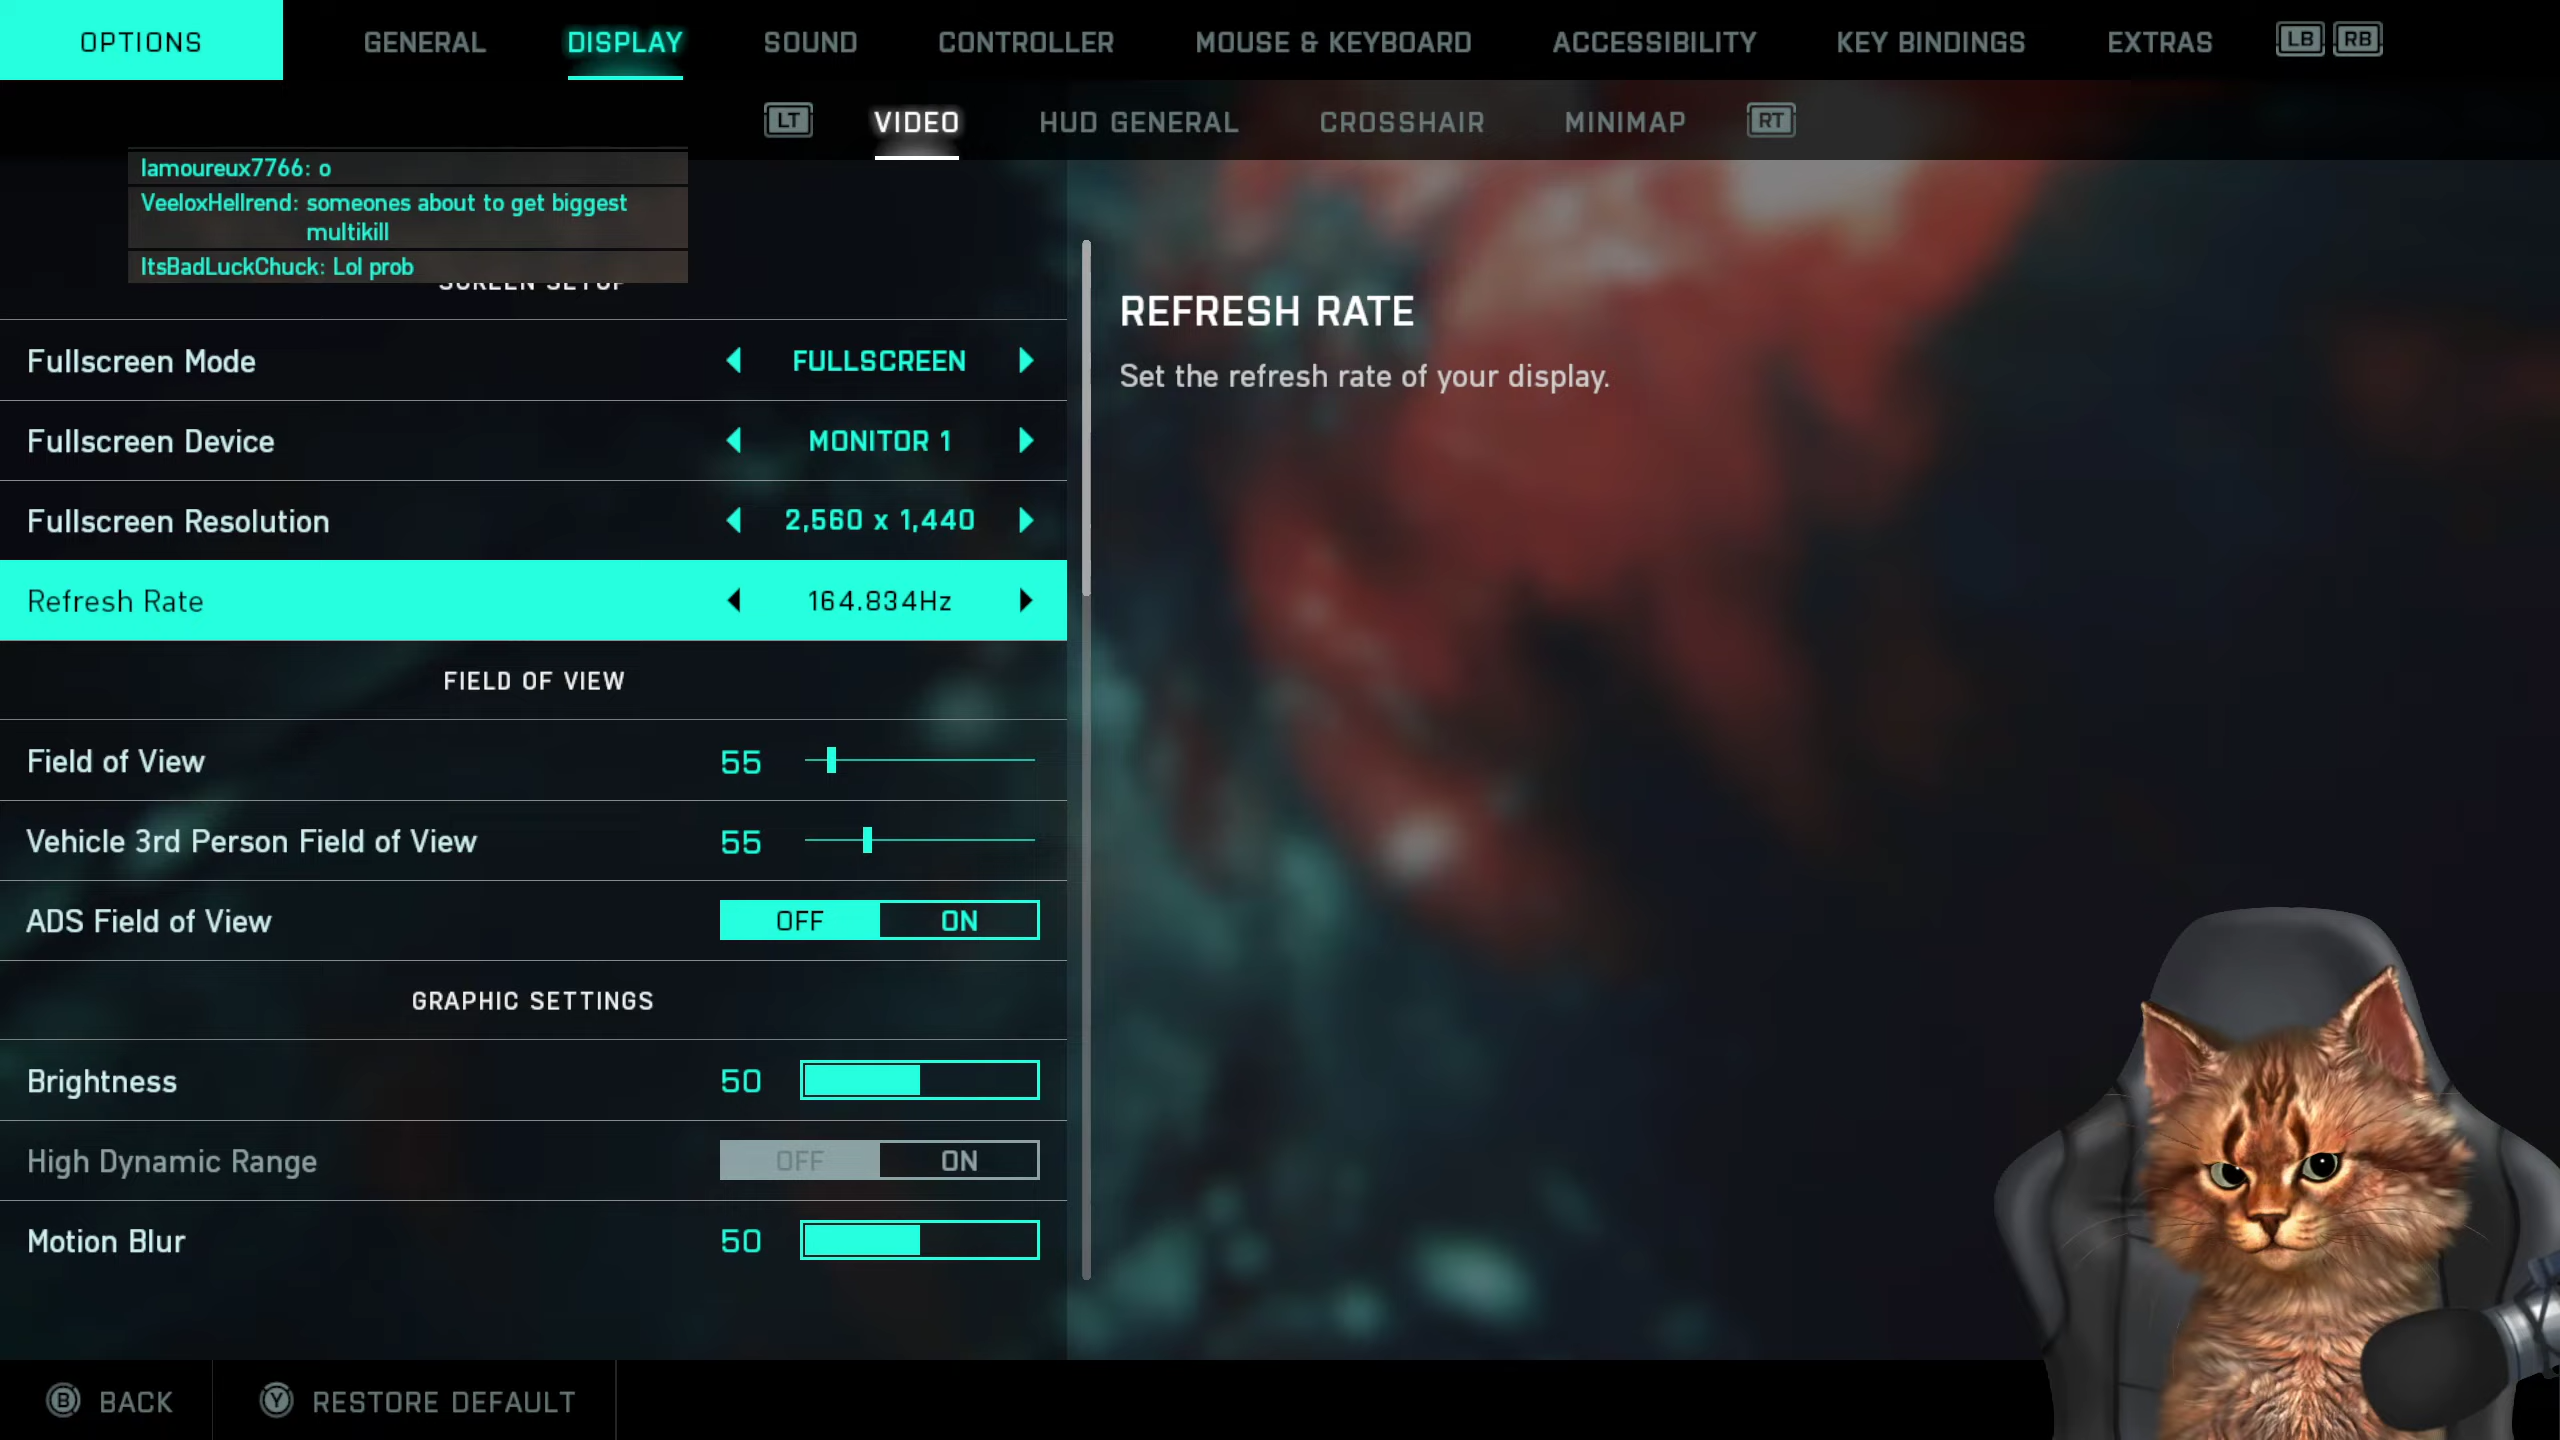 OPTIONS
GENERAL
DISPLAY
SOUND
CONTROLLER
MOUSE & KEYBOARD
ACCESSIBILITY
KEY BINDINGS
EXTRAS
LB
RB
LT
VIDEO
HUD GENERAL
CROSSHAIR
MINIMAP
RT
lamoureux7766: o
VeeloxHellrend: someones about to get biggest
multikill
ItsBadLuckChuck: Lol prob
SCREEN SETUP
Fullscreen Mode
FULLSCREEN
Fullscreen Device
MONITOR 1
Fullscreen Resolution
2,560 x 1,440
Refresh Rate
164.834Hz
FIELD OF VIEW
Field of View
55
Vehicle 3rd Person Field of View
55
ADS Field of View
OFF
ON
GRAPHIC SETTINGS
Brightness
50
High Dynamic Range
OFF
ON
Motion Blur
50
REFRESH RATE
Set the refresh rate of your display.
B BACK
Y RESTORE DEFAULT